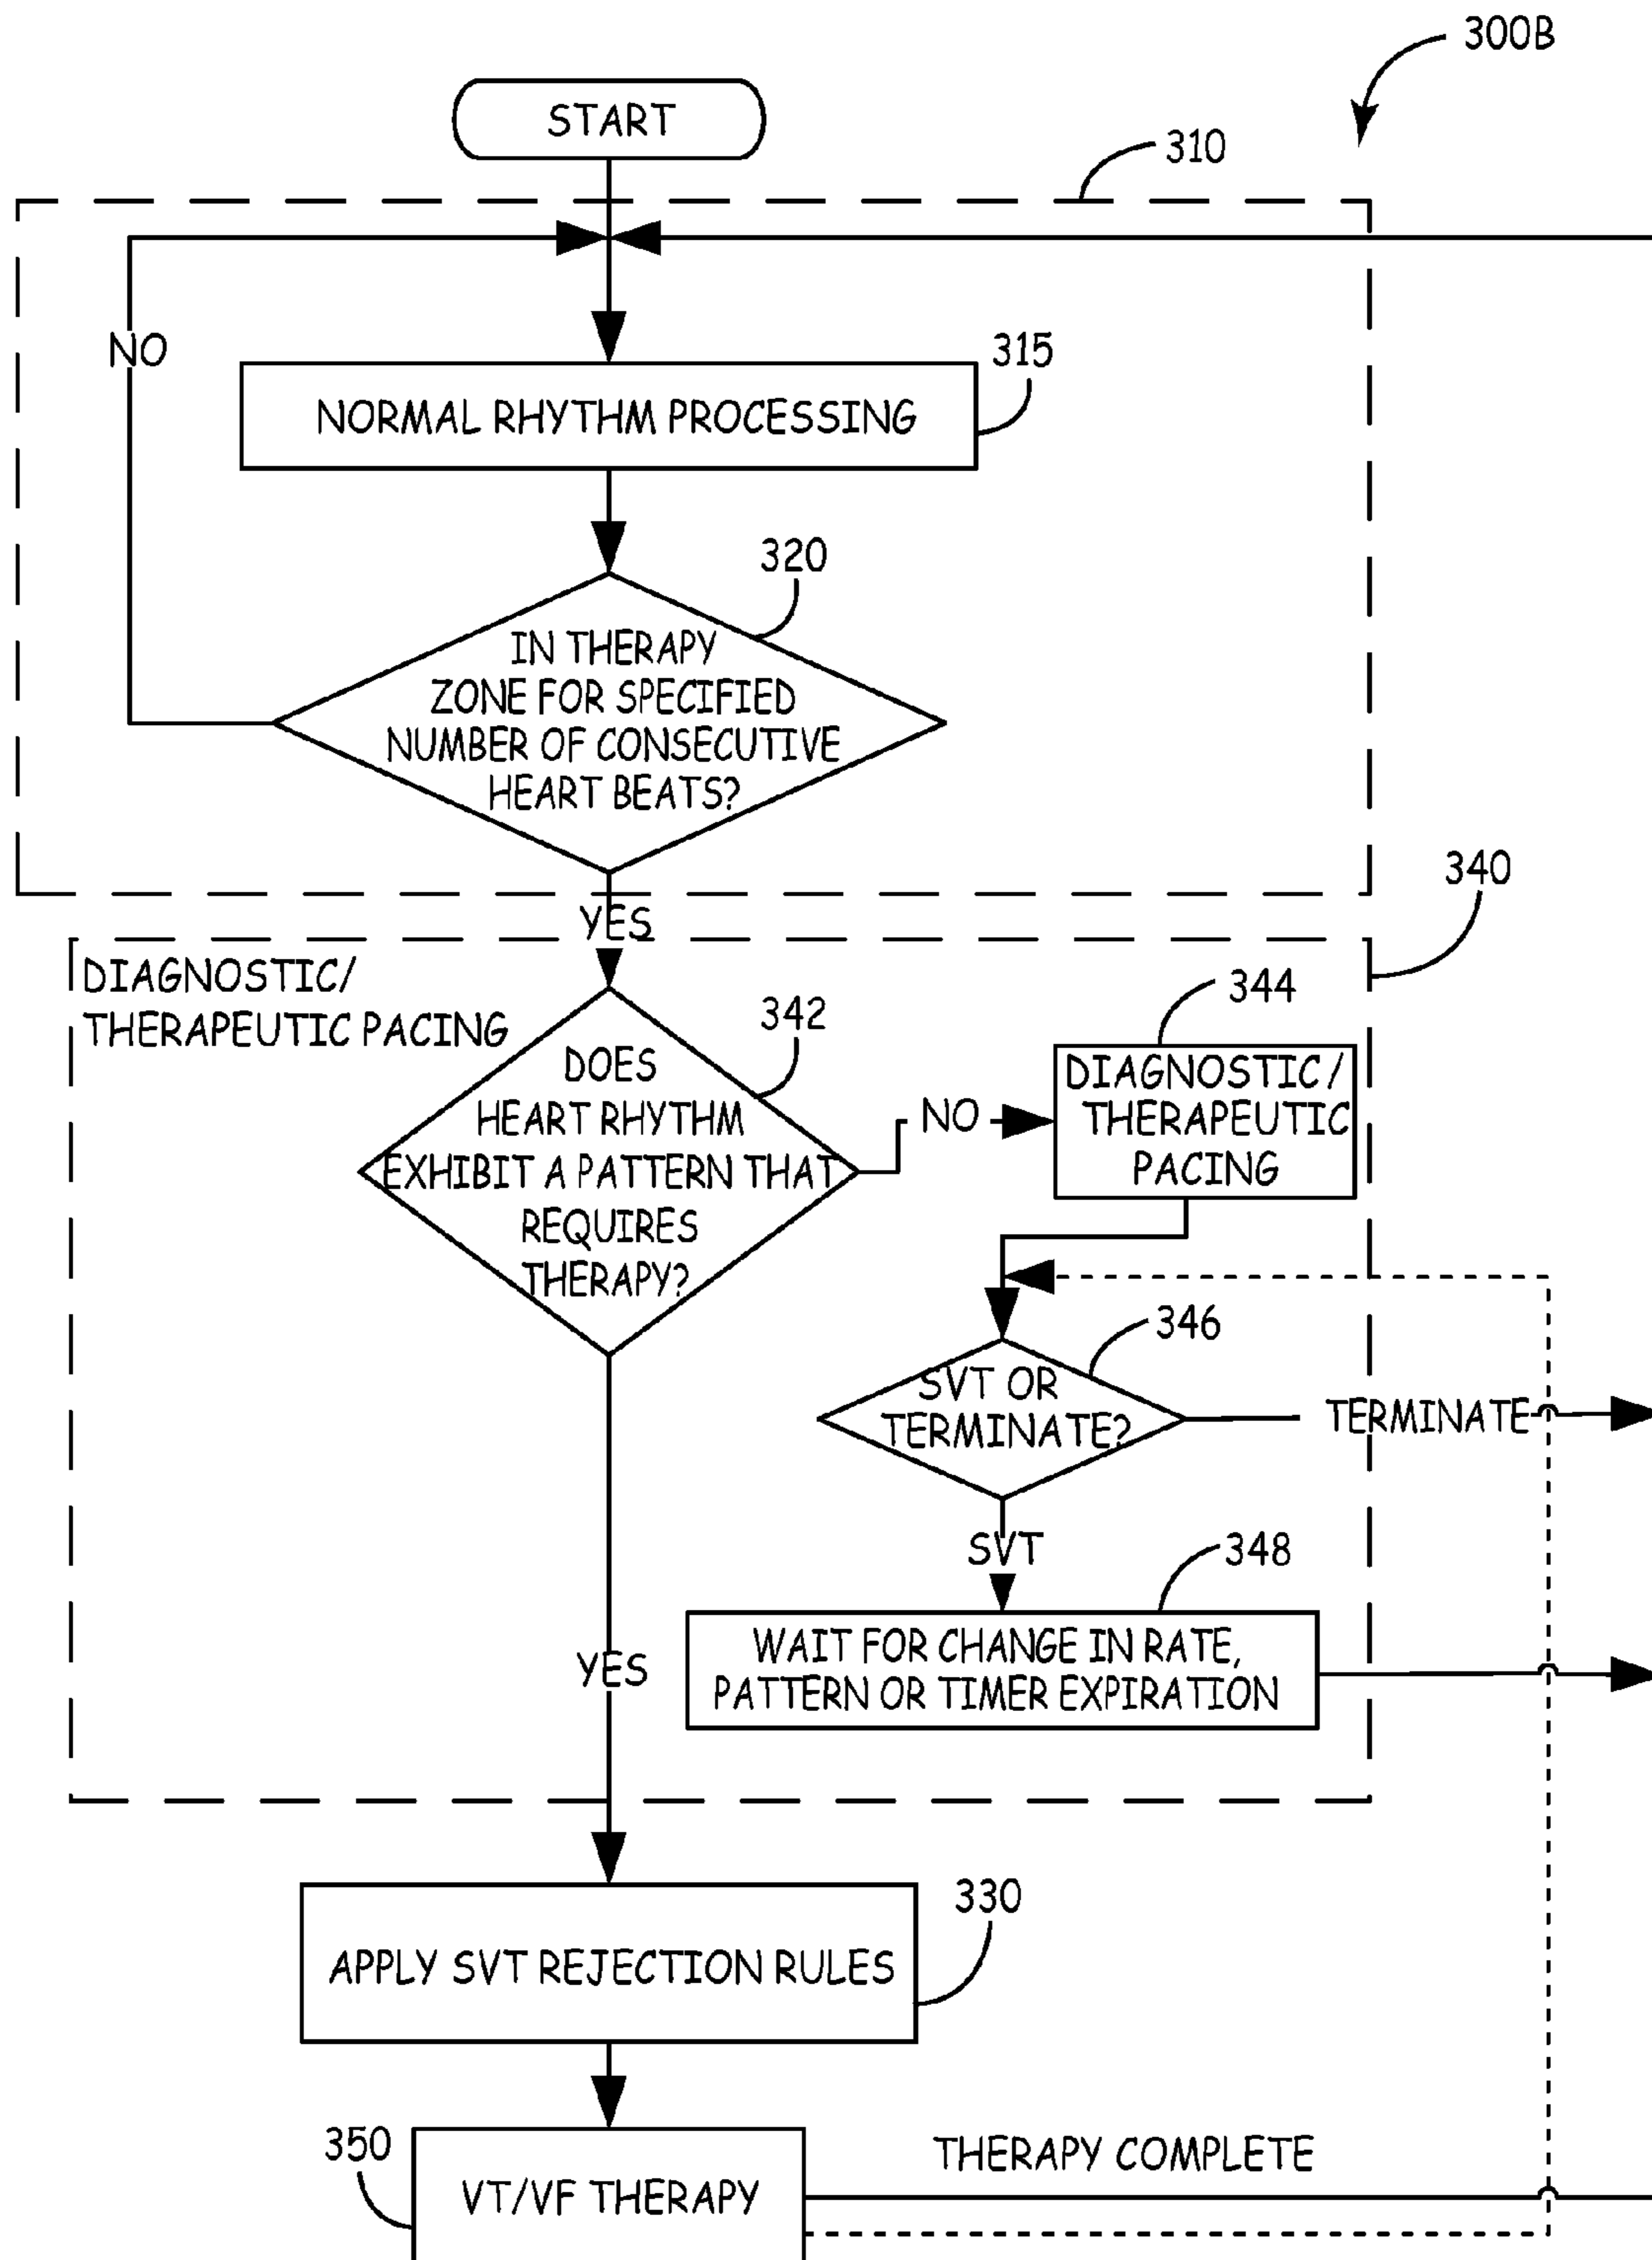 300B
START
310
NO
315
NORMAL RHYTHM PROCESSING
320
IN THERAPY
ZONE FOR SPECIFIED
NUMBER OF CONSECUTIVE
HEART BEATS?
YES
340
DIAGNOSTIC/
THERAPEUTIC PACING
342
DOES
HEART RHYTHM
EXHIBIT A PATTERN THAT
REQUIRES
THERAPY?
NO
344
DIAGNOSTIC/
THERAPEUTIC
PACING
346
SVT OR
TERMINATE?
TERMINATE
SVT
348
WAIT FOR CHANGE IN RATE,
PATTERN OR TIMER EXPIRATION
YES
330
APPLY SVT REJECTION RULES
350
VT/VF THERAPY
THERAPY COMPLETE